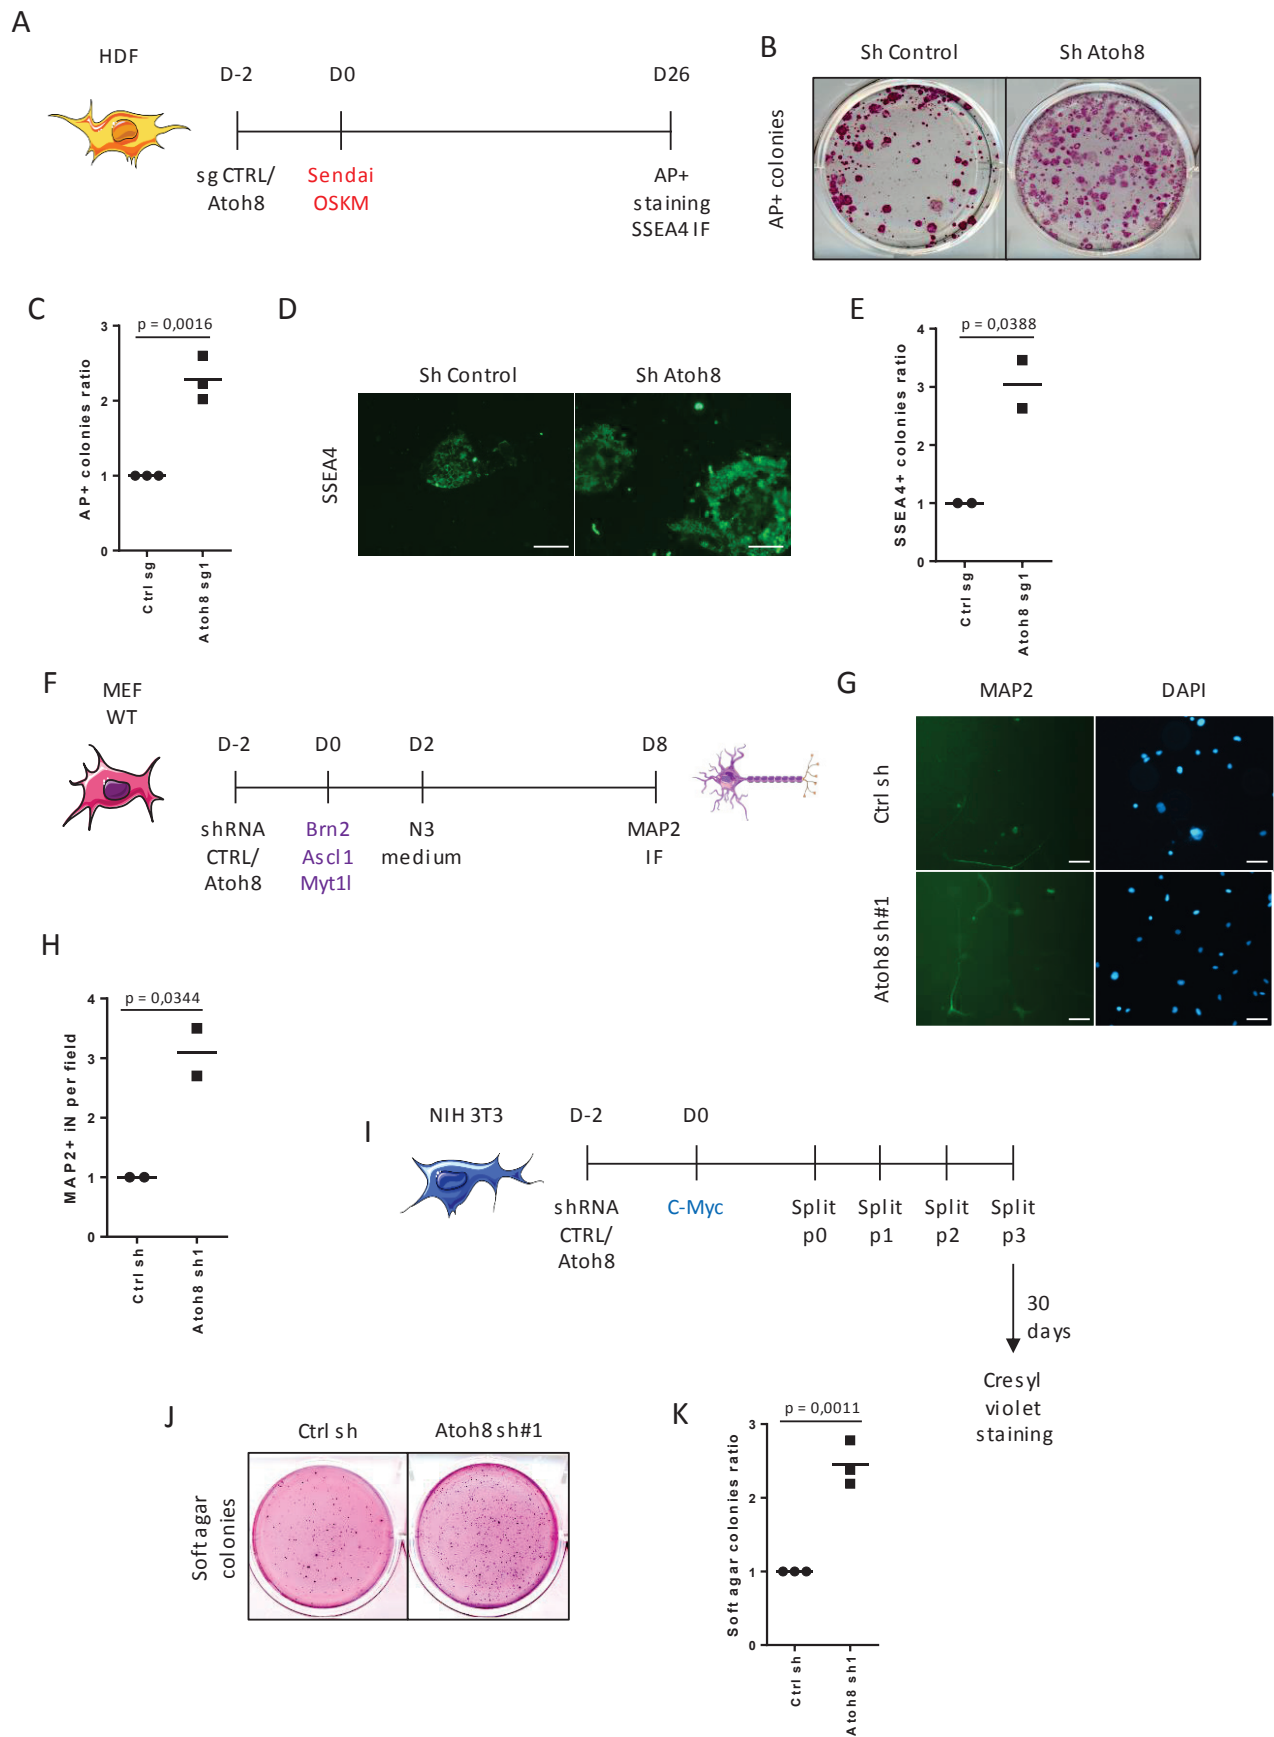 A
HDF
D-2
D0
D26
sg CTRL/
Atoh8
Sendai
OSKM
AP+
staining
SSEA4 IF
B
Sh Control
Sh Atoh8
AP+ colonies
C
p = 0,0016
AP+ colonies ratio
3
2
1
0
Ctrl sg
Atoh8 sg1
D
Sh Control
Sh Atoh8
SSEA4
E
p = 0,0388
SSEA4+ colonies ratio
4
3
2
1
0
Ctrl sg
Atoh8 sg1
F
MEF
WT
D-2
D0
D2
D8
shRNA
CTRL/
Atoh8
Brn2
Ascl1
Myt1l
N3
medium
MAP2
IF
G
MAP2
DAPI
Ctrl sh
Atoh8 sh#1
H
p = 0,0344
MAP2+ iN per field
4
3
2
1
0
Ctrl sh
Atoh8 sh1
I
NIH 3T3
D-2
D0
shRNA
CTRL/
Atoh8
C-Myc
Split
p0
Split
p1
Split
p2
Split
p3
30
days
Cresyl
violet
staining
J
Ctrl sh
Atoh8 sh#1
Soft agar
colonies
K
p = 0,0011
Soft agar colonies ratio
3
2
1
0
Ctrl sh
Atoh8 sh1